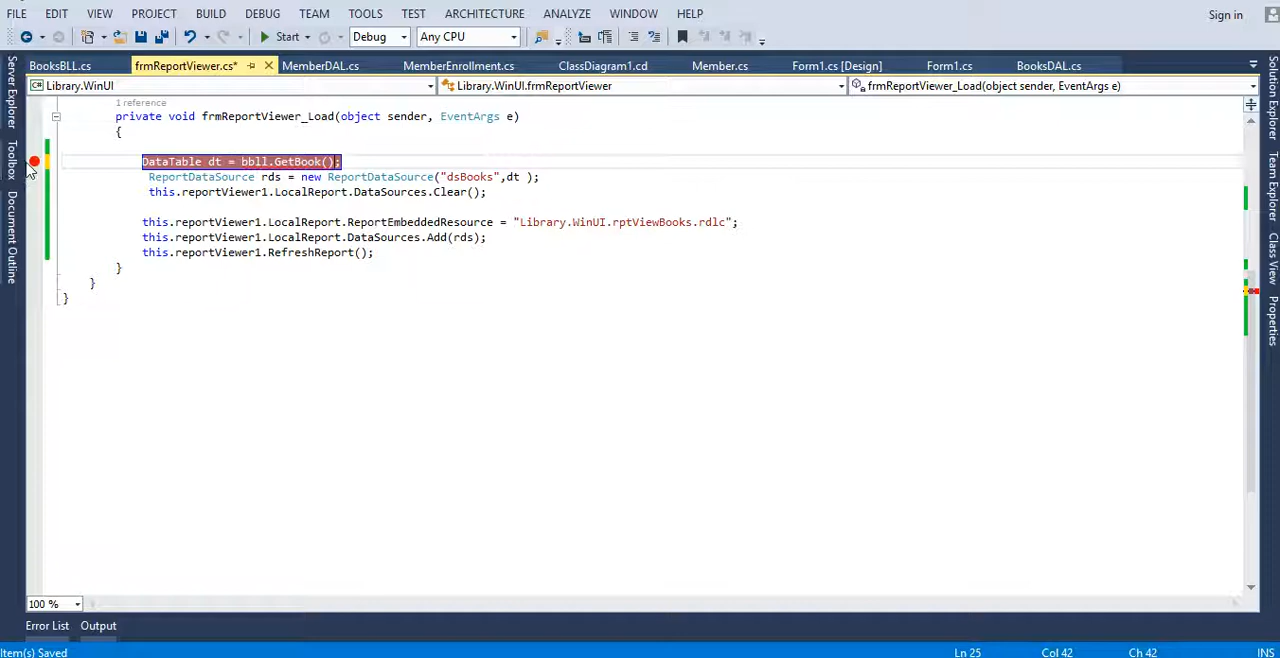 FILE EDIT VIEW PROJECT BUILD DEBUG TEAM TOOLS TEST ARCHITECTURE ANALYZE WINDOW HELP Sign in
Start Debug Any CPU
BooksBLL.cs frmReportViewer.cs* MemberDAL.cs MemberEnrollment.cs ClassDiagram1.cd Member.cs Form1.cs [Design] Form1.cs BooksDAL.cs
Library.WinUI Library.WinUI.frmReportViewer frmReportViewer_Load(object sender, EventArgs e)
1 reference
private void frmReportViewer_Load(object sender, EventArgs e)
{
DataTable dt = bbll.GetBook();
ReportDataSource rds = new ReportDataSource("dsBooks",dt );
this.reportViewer1.LocalReport.DataSources.Clear();
this.reportViewer1.LocalReport.ReportEmbeddedResource = "Library.WinUI.rptViewBooks.rdlc";
this.reportViewer1.LocalReport.DataSources.Add(rds);
this.reportViewer1.RefreshReport();
}
}
}
Server Explorer
Toolbox
Document Outline
Solution Explorer
Team Explorer
Class View
Properties
100 %
Error List Output
Item(s) Saved Ln 25 Col 42 Ch 42 INS